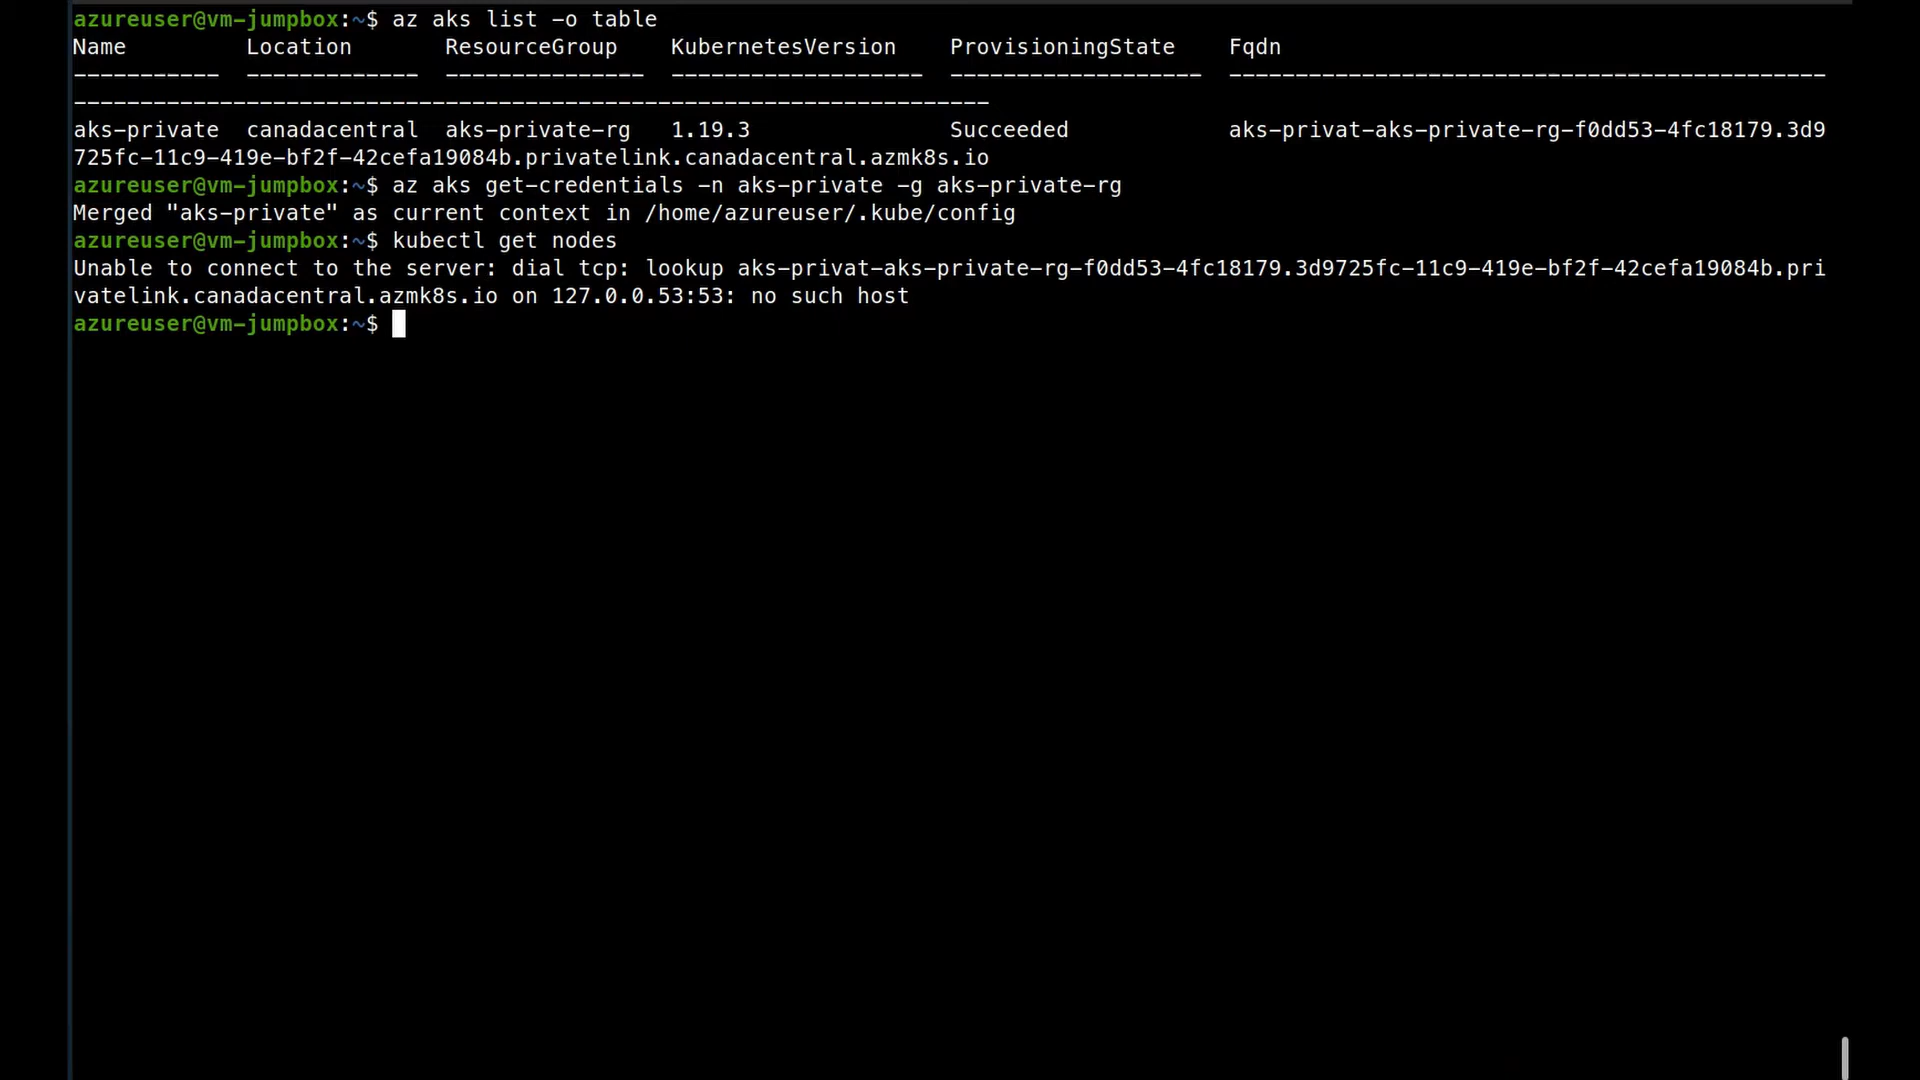 azureuser@vm-jumpbox:~$ az aks list -o table
Name         Location       ResourceGroup    KubernetesVersion    ProvisioningState    Fqdn
-----------  -------------  ---------------  -------------------  -------------------  ---------------------------------------------
---------------------------------------------------------------------
aks-private  canadacentral  aks-private-rg   1.19.3               Succeeded            aks-privat-aks-private-rg-f0dd53-4fc18179.3d9
725fc-11c9-419e-bf2f-42cefa19084b.privatelink.canadacentral.azmk8s.io
azureuser@vm-jumpbox:~$ az aks get-credentials -n aks-private -g aks-private-rg
Merged "aks-private" as current context in /home/azureuser/.kube/config
azureuser@vm-jumpbox:~$ kubectl get nodes
Unable to connect to the server: dial tcp: lookup aks-privat-aks-private-rg-f0dd53-4fc18179.3d9725fc-11c9-419e-bf2f-42cefa19084b.pri
vatelink.canadacentral.azmk8s.io on 127.0.0.53:53: no such host
azureuser@vm-jumpbox:~$